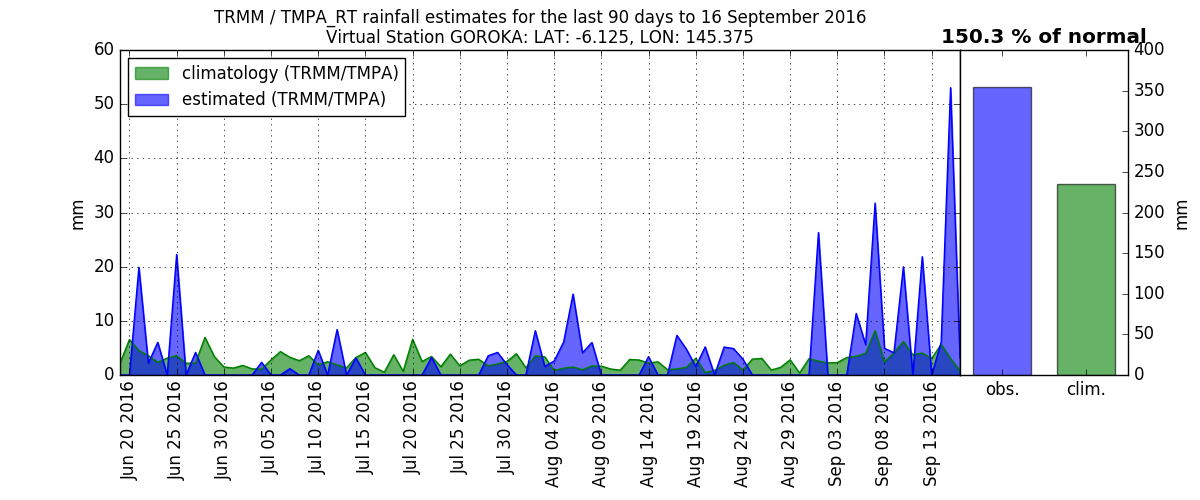 TRMM / TMPA_RT rainfall estimates for the last 90 days to 16 September 2016
Virtual Station GOROKA: LAT: -6.125, LON: 145.375
150.3 % of normal
climatology (TRMM/TMPA)
estimated (TRMM/TMPA)
mm
60
50
40
30
20
10
0
Jun 20 2016
Jun 25 2016
Jun 30 2016
Jul 05 2016
Jul 10 2016
Jul 15 2016
Jul 20 2016
Jul 25 2016
Jul 30 2016
Aug 04 2016
Aug 09 2016
Aug 14 2016
Aug 19 2016
Aug 24 2016
Aug 29 2016
Sep 03 2016
Sep 08 2016
Sep 13 2016
400
350
300
250
200
150
100
50
0
mm
obs.
clim.